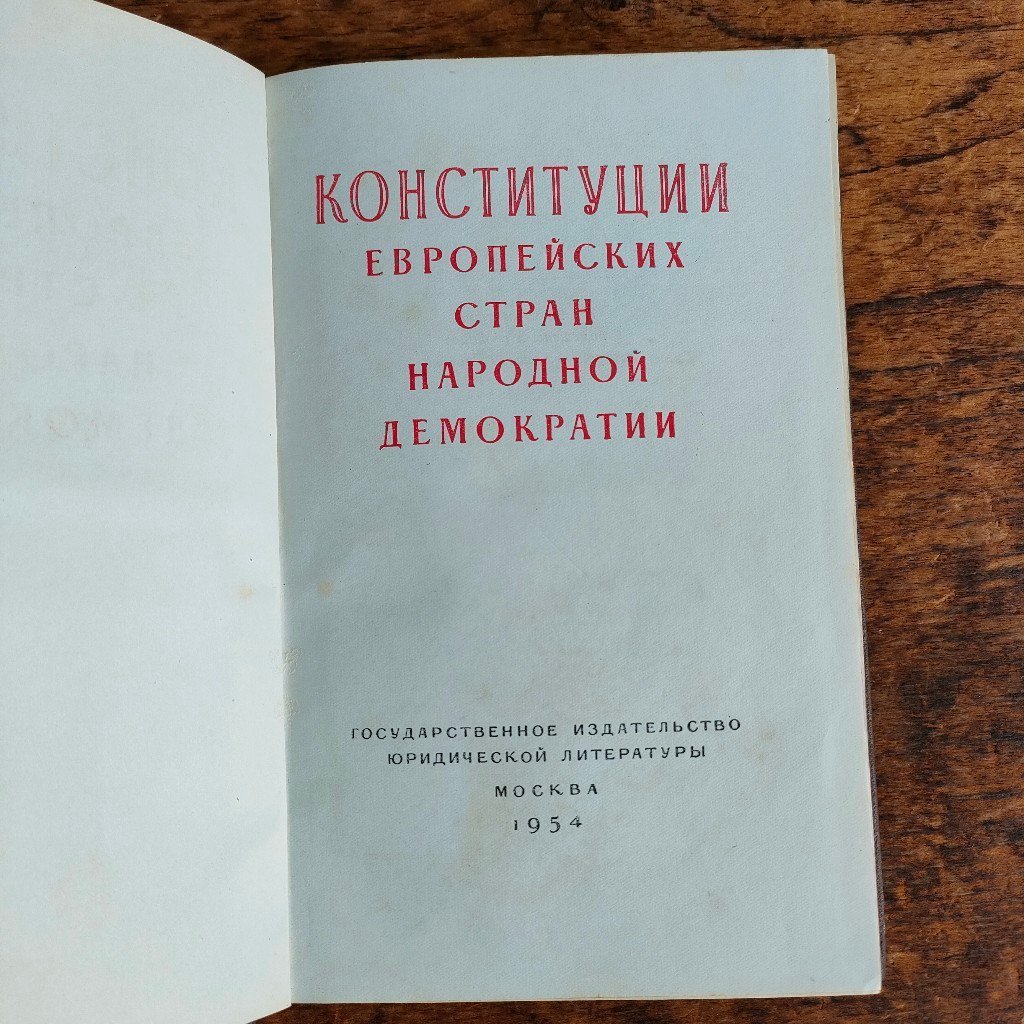 КОНСТИТУЦИИ
ЕВРОПЕЙСКИХ
СТРАН
НАРОДНОЙ
ДЕМОКРАТИИ
ГОСУДАРСТВЕННОЕ ИЗДАТЕЛЬСТВО
ЮРИДИЧЕСКОЙ ЛИТЕРАТУРЫ
МОСКВА
1954